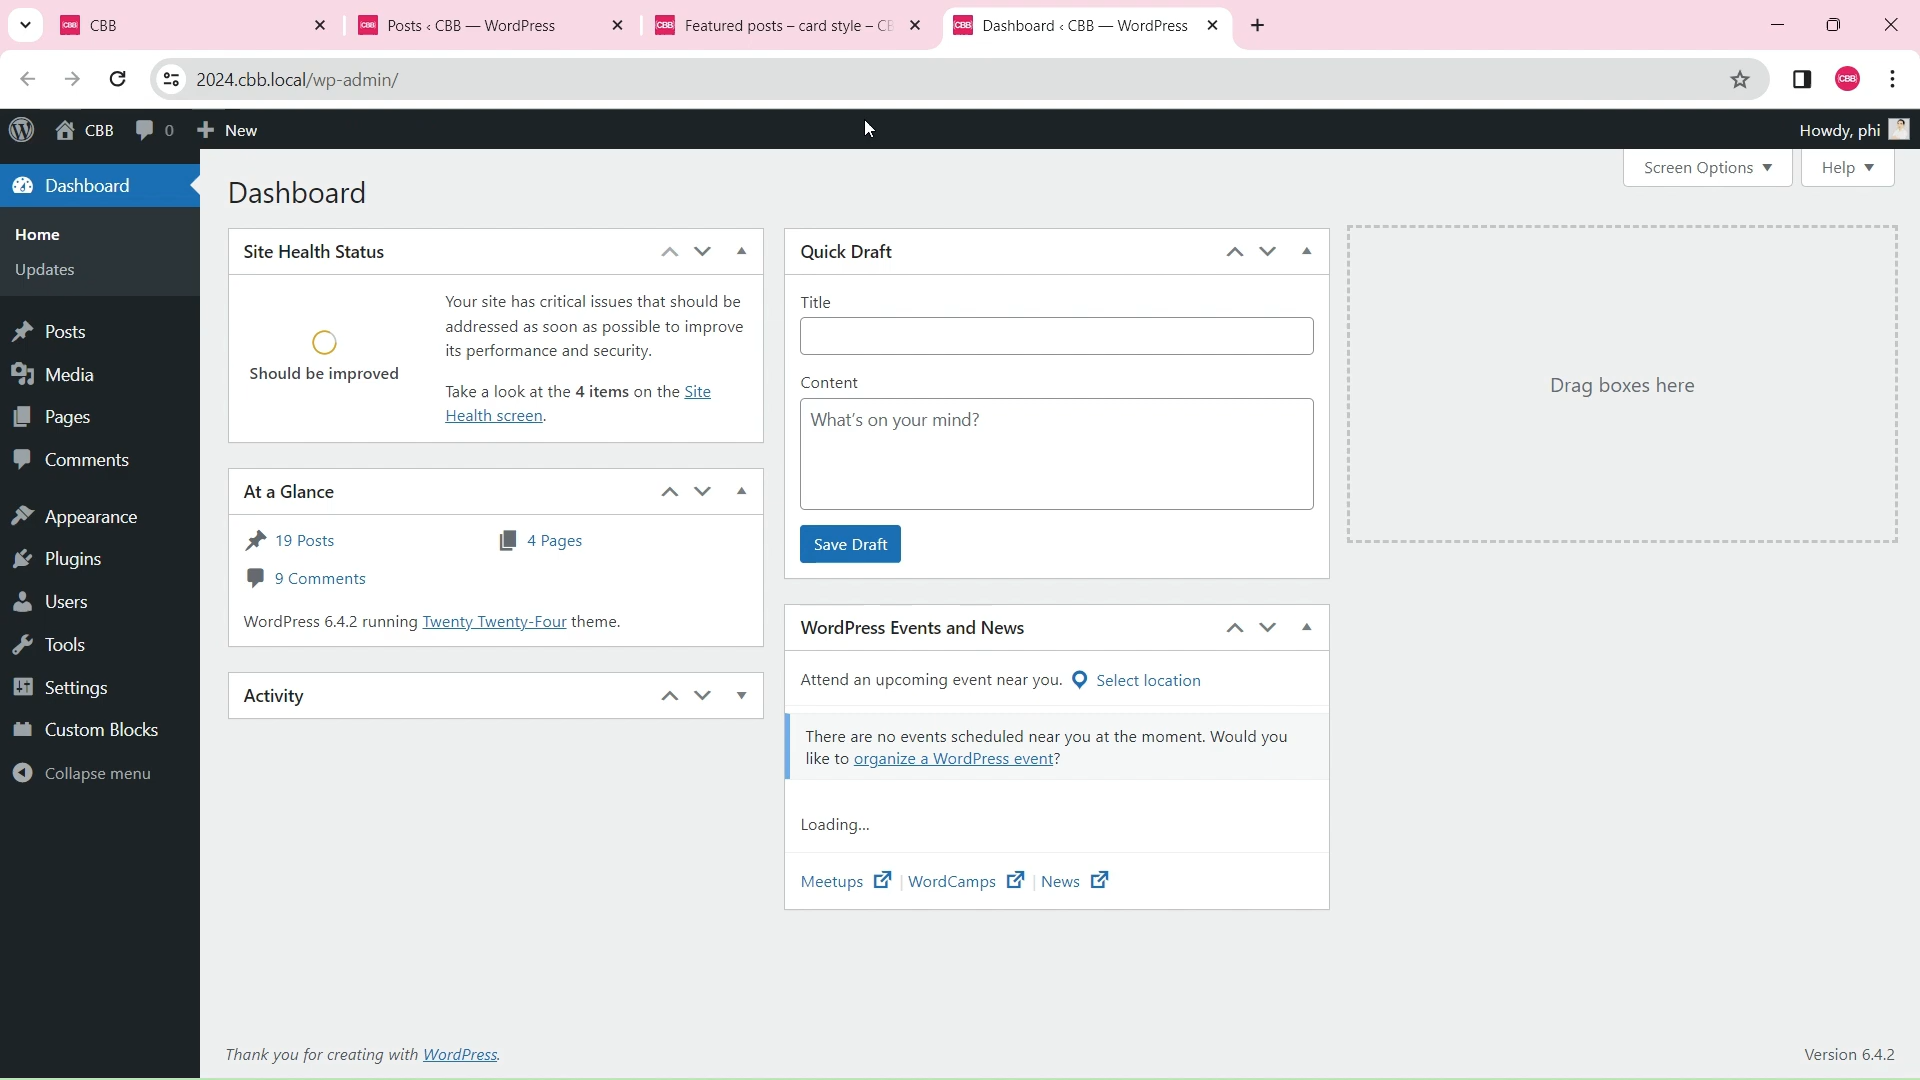 CBB CBB
CBB Posts ‹ CBB — WordPress
CBB Featured posts – card style – CB
CBB Dashboard ‹ CBB — WordPress
2024.cbb.local/wp-admin/
CBB
CBB 0 New
Howdy, phi
Dashboard
Home
Updates
Posts
Media
Pages
Comments
Appearance
Plugins
Users
Tools
Settings
Custom Blocks
Collapse menu
Screen Options
Help
Dashboard
Site Health Status
Should be improved
Your site has critical issues that should be
addressed as soon as possible to improve
its performance and security.
Take a look at the 4 items on the Site
Health screen.
At a Glance
19 Posts
4 Pages
9 Comments
WordPress 6.4.2 running Twenty Twenty-Four theme.
Activity
Quick Draft
Title
Content
What's on your mind?
Save Draft
WordPress Events and News
Attend an upcoming event near you. Select location
There are no events scheduled near you at the moment. Would you
like to organize a WordPress event?
Loading...
Meetups | WordCamps | News
Drag boxes here
Thank you for creating with WordPress.
Version 6.4.2